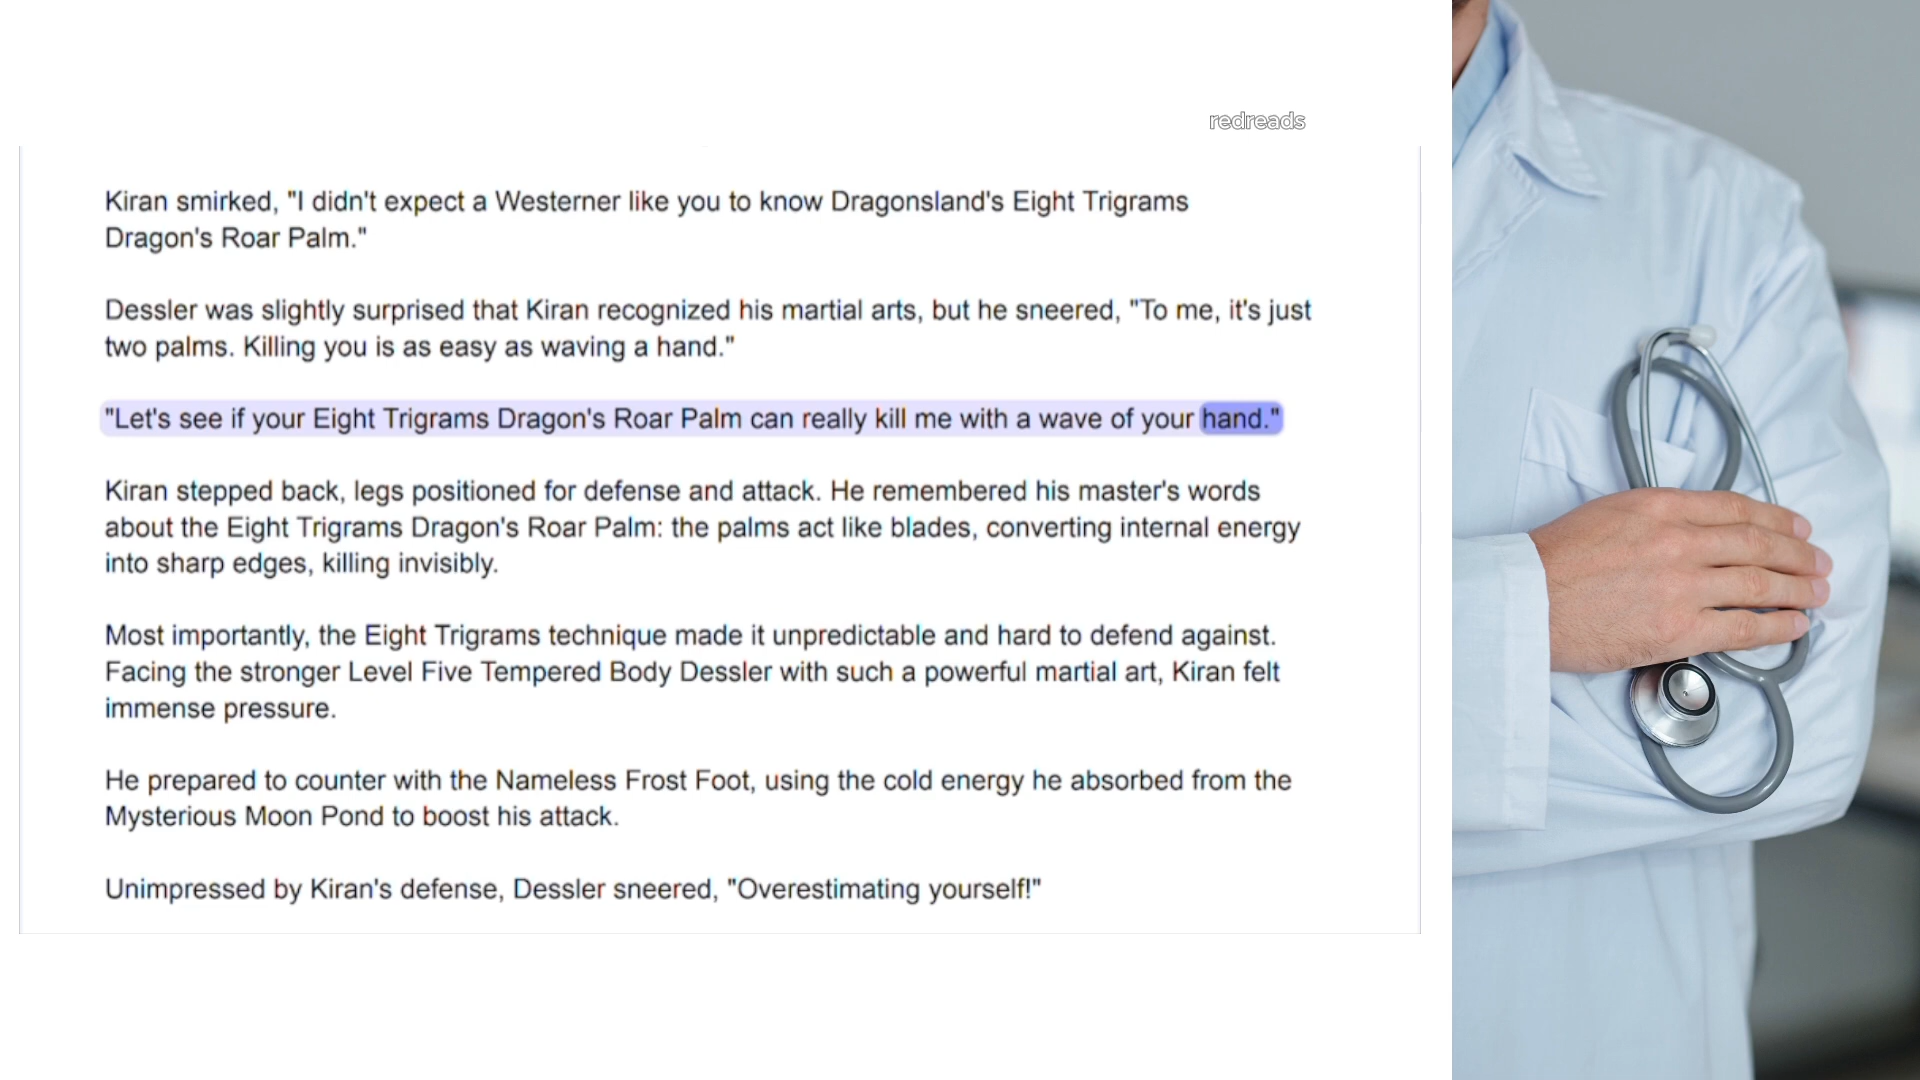 redreads
Kiran smirked, "I didn't expect a Westerner like you to know Dragonsland's Eight Trigrams
Dragon's Roar Palm."
Dessler was slightly surprised that Kiran recognized his martial arts, but he sneered, "To me, it's just
two palms. Killing you is as easy as waving a hand."
"Let's see if your Eight Trigrams Dragon's Roar Palm can really kill me with a wave of your hand."
Kiran stepped back, legs positioned for defense and attack. He remembered his master's words
about the Eight Trigrams Dragon's Roar Palm: the palms act like blades, converting internal energy
into sharp edges, killing invisibly.
Most importantly, the Eight Trigrams technique made it unpredictable and hard to defend against.
Facing the stronger Level Five Tempered Body Dessler with such a powerful martial art, Kiran felt
immense pressure.
He prepared to counter with the Nameless Frost Foot, using the cold energy he absorbed from the
Mysterious Moon Pond to boost his attack.
Unimpressed by Kiran's defense, Dessler sneered, "Overestimating yourself!"